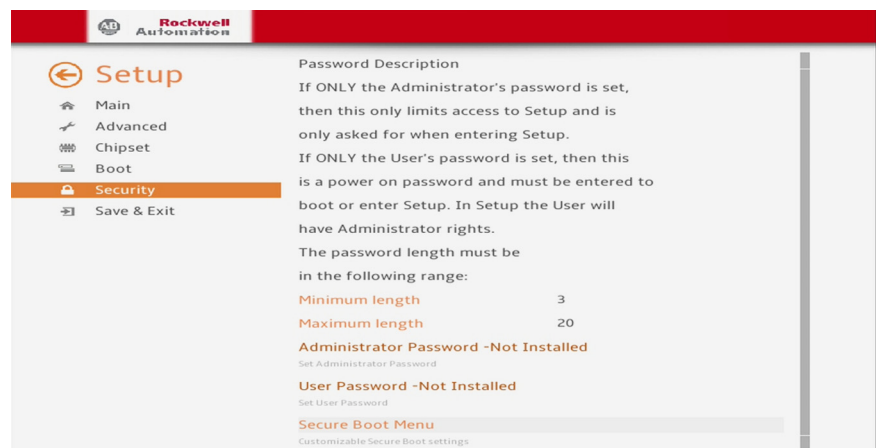 AB
Rockwell
Automation
Setup
Main
Advanced
Chipset
Boot
Security
Save & Exit
Password Description
If ONLY the Administrator's password is set,
then this only limits access to Setup and is
only asked for when entering Setup.
If ONLY the User's password is set, then this
is a power on password and must be entered to
boot or enter Setup. In Setup the User will
have Administrator rights.
The password length must be
in the following range:
Minimum length 3
Maximum length 20
Administrator Password -Not Installed
Set Administrator Password
User Password -Not Installed
Set User Password
Secure Boot Menu
Customizable Secure Boot settings